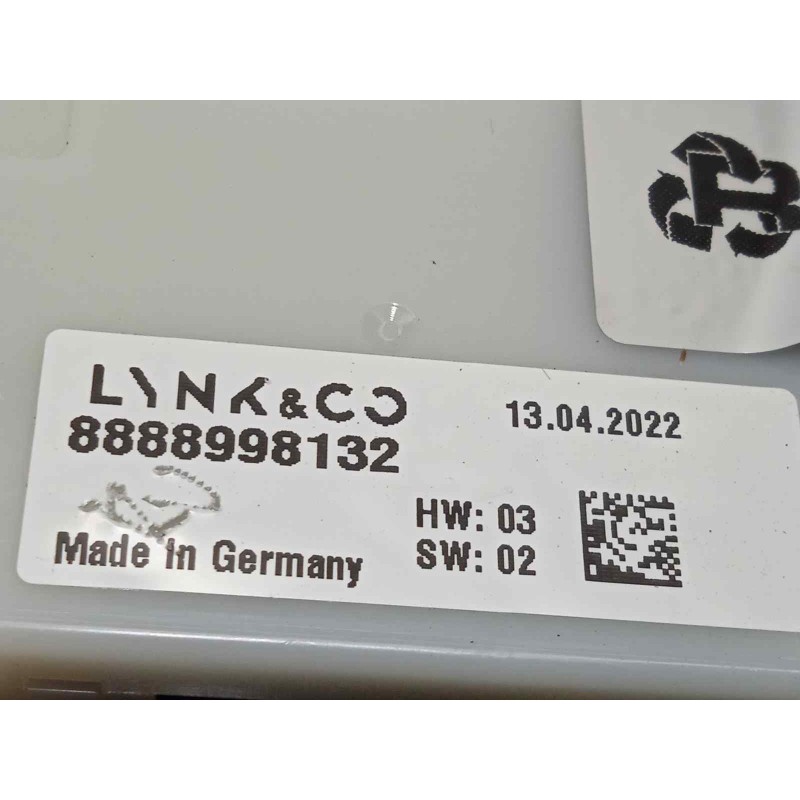 LYNK & CO
13.04.2022
8888998132
HW: 03
SW: 02
Made in Germany